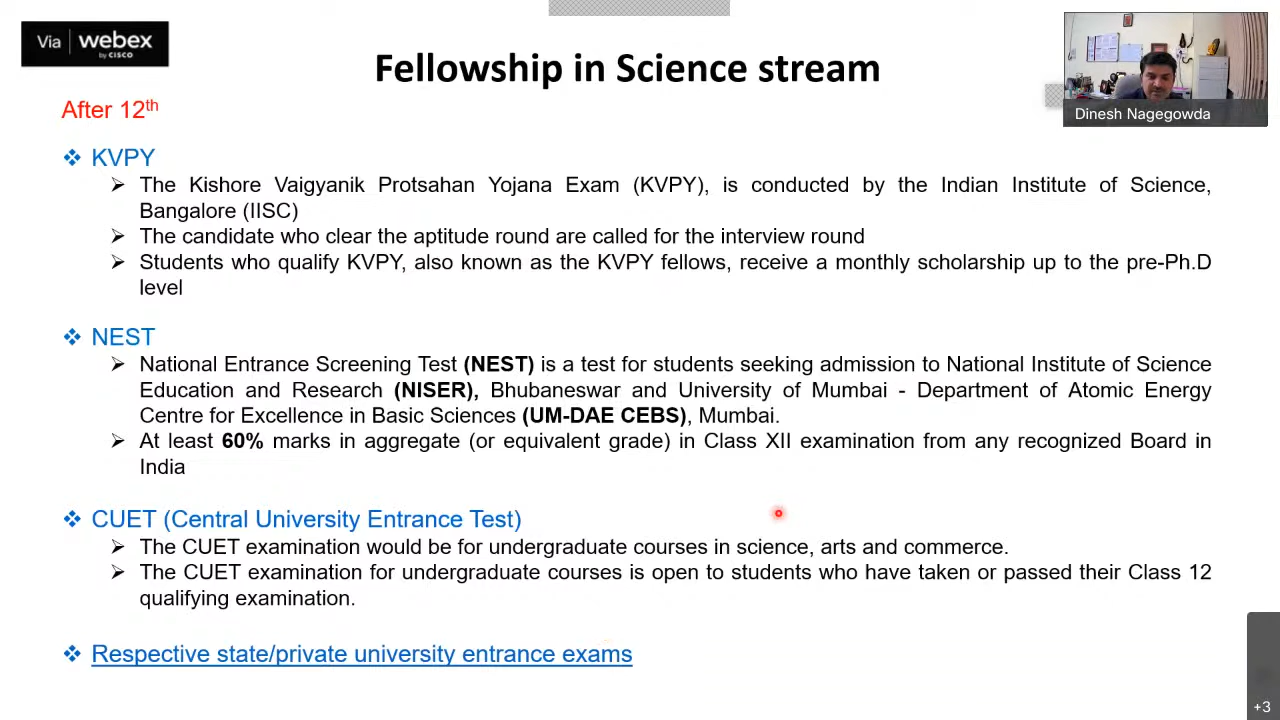 Via webex
by CISCO
Fellowship in Science stream
Dinesh Nagegowda
After 12th
KVPY
The Kishore Vaigyanik Protsahan Yojana Exam (KVPY), is conducted by the Indian Institute of Science,
Bangalore (IISC)
The candidate who clear the aptitude round are called for the interview round
Students who qualify KVPY, also known as the KVPY fellows, receive a monthly scholarship up to the pre-Ph.D
level
NEST
National Entrance Screening Test (NEST) is a test for students seeking admission to National Institute of Science
Education and Research (NISER), Bhubaneswar and University of Mumbai - Department of Atomic Energy
Centre for Excellence in Basic Sciences (UM-DAE CEBS), Mumbai.
At least 60% marks in aggregate (or equivalent grade) in Class XII examination from any recognized Board in
India
CUET (Central University Entrance Test)
The CUET examination would be for undergraduate courses in science, arts and commerce.
The CUET examination for undergraduate courses is open to students who have taken or passed their Class 12
qualifying examination.
Respective state/private university entrance exams
+3